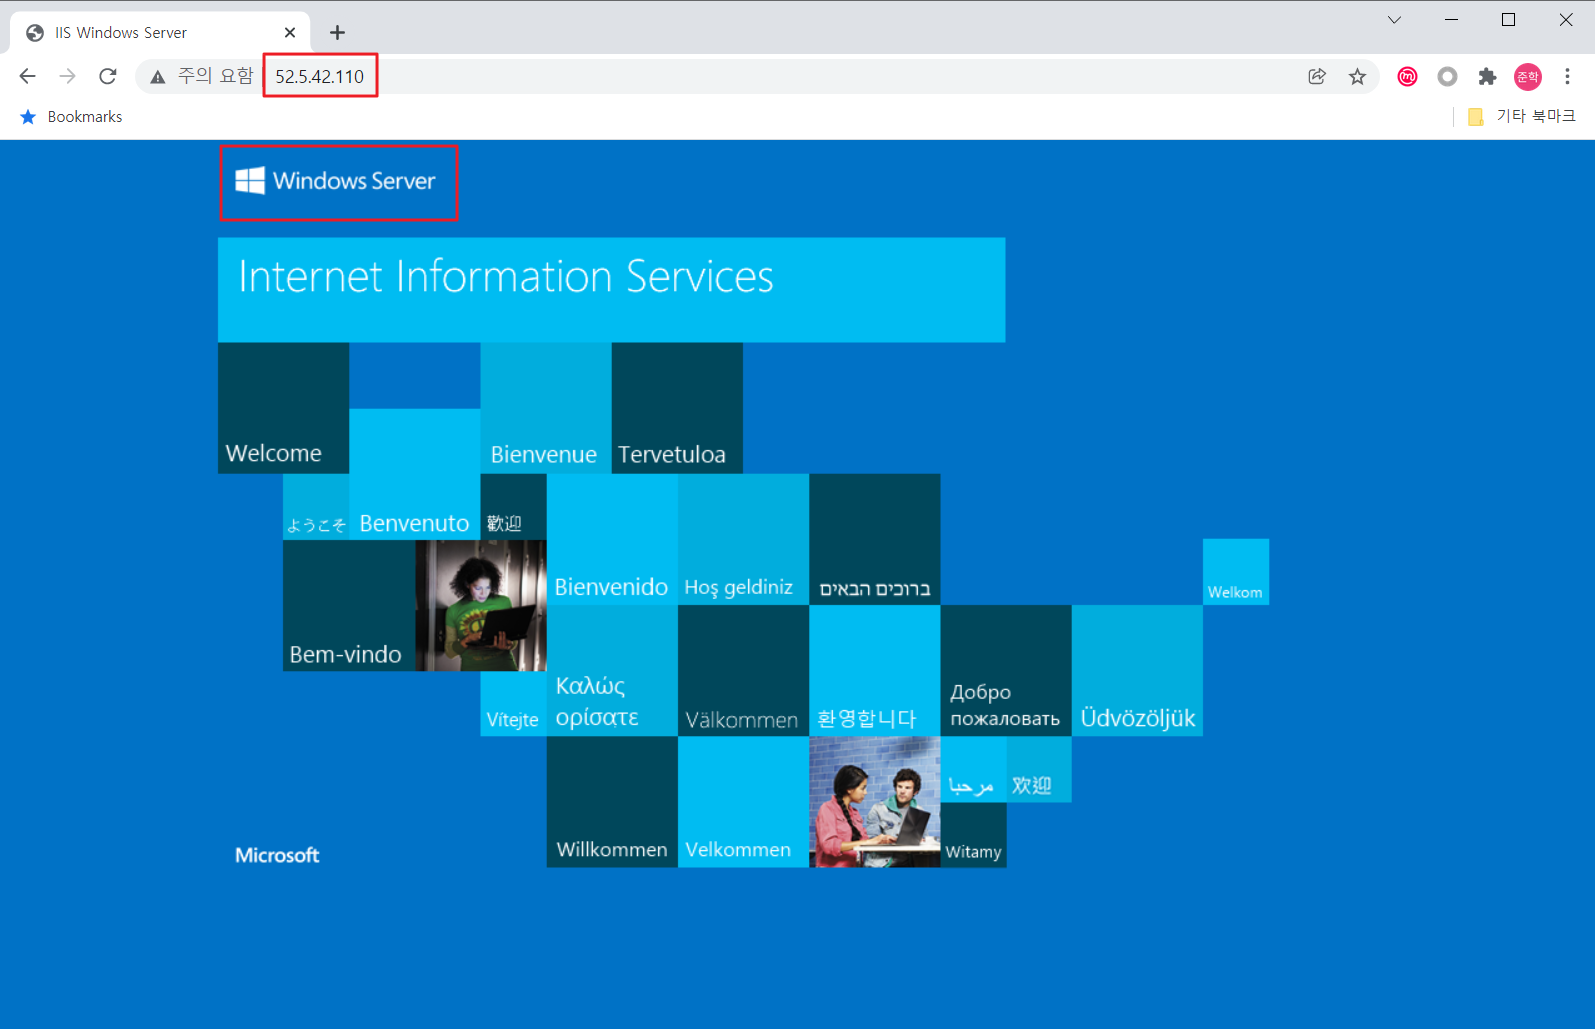 IIS Windows Server
주의 요함
52.5.42.110
준학
Bookmarks
기타 북마크
Windows Server
Internet Information Services
Welcome
Bienvenue
Tervetuloa
ようこそ
Benvenuto
歡迎
Bienvenido
Hoş geldiniz
ברוכים הבאים
Welkom
Bem-vindo
Vítejte
Καλώς
ορίσατε
Välkommen
환영합니다
Добро
пожаловать
Üdvözöljük
مرحبا
欢迎
Willkommen
Velkommen
Witamy
Microsoft